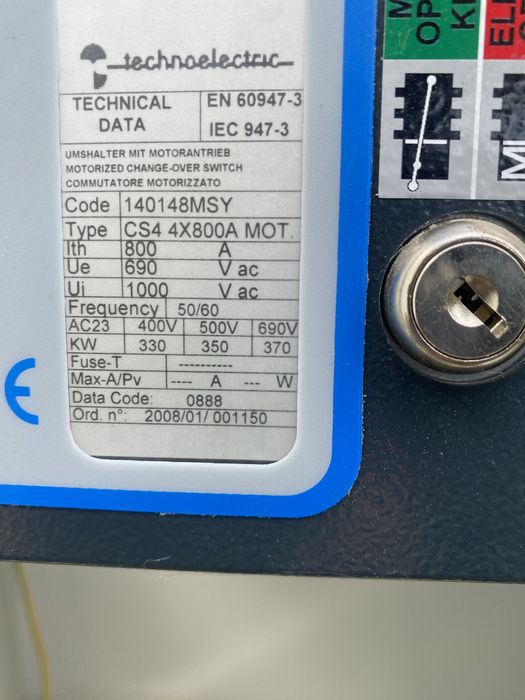 technoelectric
TECHNICAL DATA
EN 60947-3
IEC 947-3
UMSHALTER MIT MOTORANTRIEB
MOTORIZED CHANGE-OVER SWITCH
COMMUTATORE MOTORIZZATO
Code 140148MSY
Type CS4 4X800A MOT.
Ith 800 A
Ue 690 V ac
Ui 1000 V ac
Frequency 50/60
AC23 400V 500V 690V
KW 330 350 370
Fuse-T ----------
Max-A/Pv ---- A --- W
Data Code: 0888
Ord. n°: 2008/01/ 001150
CE